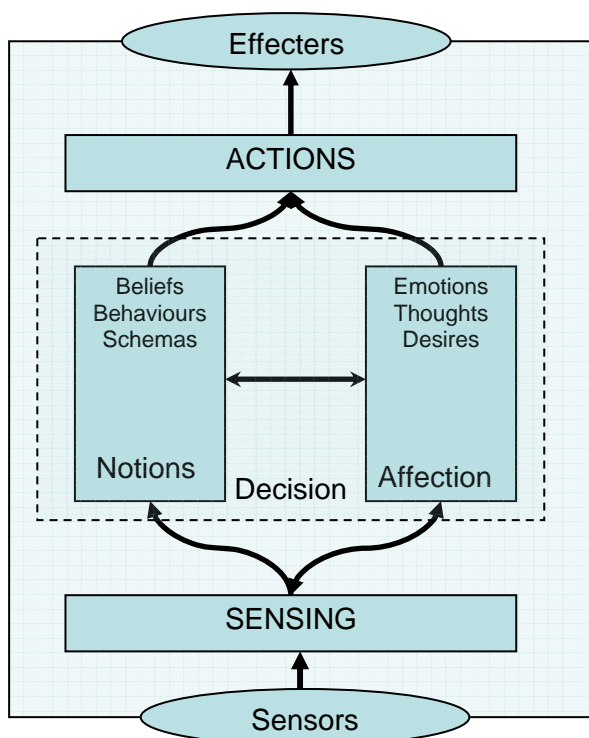 Effecters
ACTIONS
Beliefs
Behaviours
Schemas
Notions
Emotions
Thoughts
Desires
Affection
Decision
SENSING
Sensors